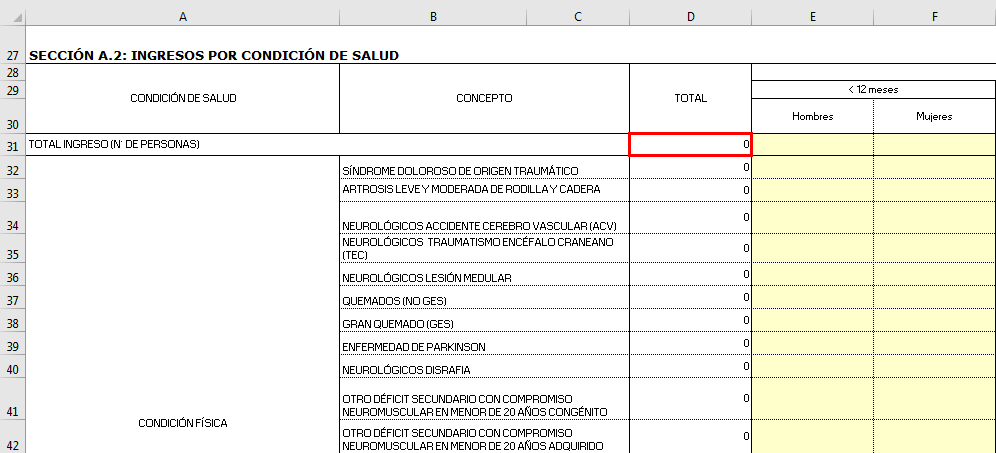 A B C D E F
27 SECCIÓN A.2: INGRESOS POR CONDICIÓN DE SALUD
28
29 < 12 meses
CONDICIÓN DE SALUD CONCEPTO TOTAL
30 Hombres Mujeres
31 TOTAL INGRESO (N° DE PERSONAS) 0
32 SÍNDROME DOLOROSO DE ORIGEN TRAUMÁTICO 0
33 ARTROSIS LEVE Y MODERADA DE RODILLA Y CADERA 0
34 NEUROLÓGICOS ACCIDENTE CEREBRO VASCULAR (ACV) 0
NEUROLÓGICOS TRAUMATISMO ENCÉFALO CRANEANO
35 (TEC) 0
36 NEUROLÓGICOS LESIÓN MEDULAR 0
37 QUEMADOS (NO GES) 0
38 GRAN QUEMADO (GES) 0
39 ENFERMEDAD DE PARKINSON 0
40 NEUROLÓGICOS DISRAFIA 0
OTRO DÉFICIT SECUNDARIO CON COMPROMISO 0
41 NEUROMUSCULAR EN MENOR DE 20 AÑOS CONGÉNITO
CONDICIÓN FÍSICA
OTRO DÉFICIT SECUNDARIO CON COMPROMISO 0
42 NEUROMUSCULAR EN MENOR DE 20 AÑOS ADQUIRIDO